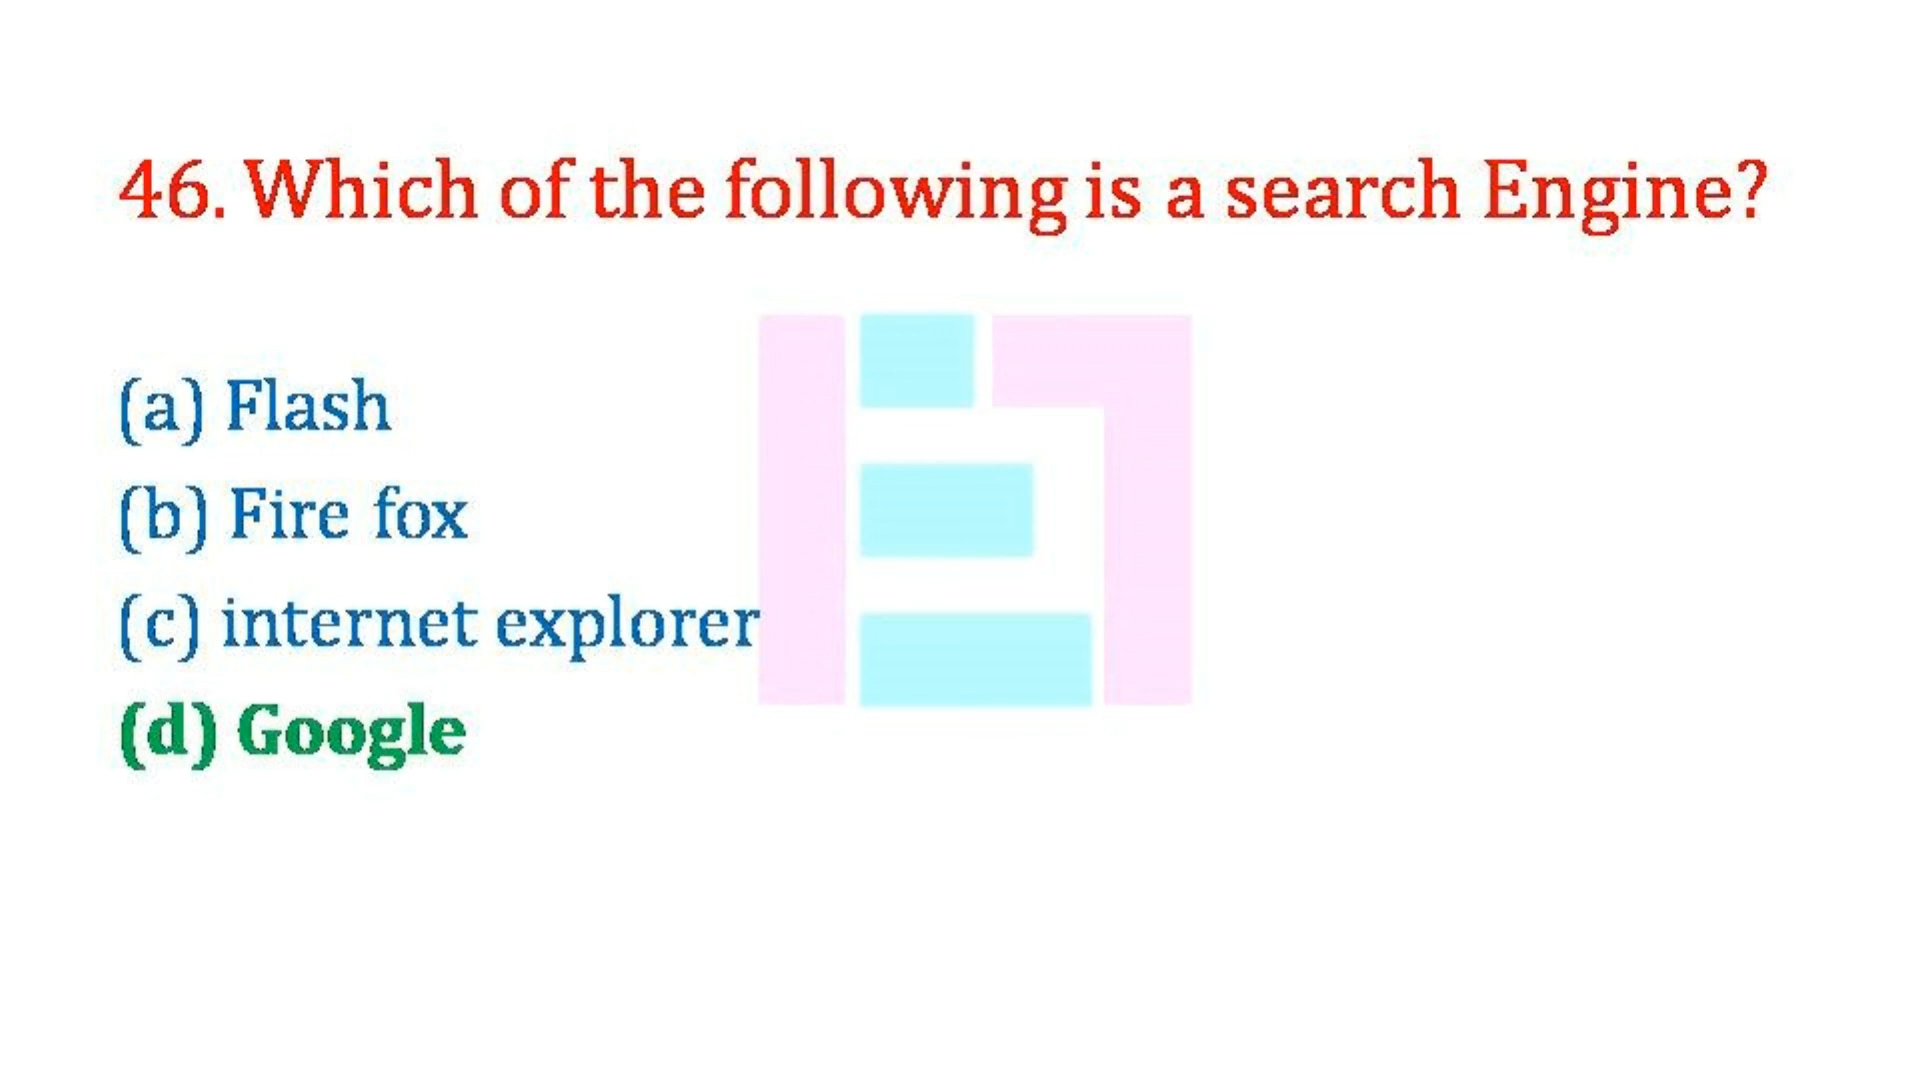 46. Which of the following is a search Engine?
(a) Flash
(b) Fire fox
(c) internet explorer
(d) Google